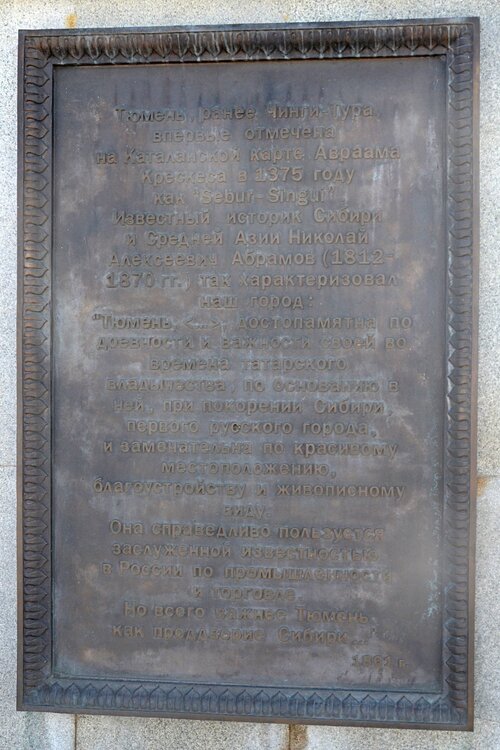 Тюмень, ранее Чинги-Тура,
впервые отмечена
на Каталанской карте Авраама
Крескеса в 1375 году
как "Sebur-Singur".
Известный историк Сибири
и Средней Азии Николай
Алексеевич Абрамов (1812-
1870 гг.) так характеризовал
наш город:
"Тюмень <...>, достопамятна по
древности и важности своей во
времена татарского
владычества, по основанию в
ней, при покорении Сибири,
первого русского города,
и замечательна по красивому
местоположению,
благоустройству и живописному
виду.
Она справедливо пользуется
заслуженной известностью
в России по промышленности
и торговле.
Но всего важнее Тюмень
как преддверие Сибири..."